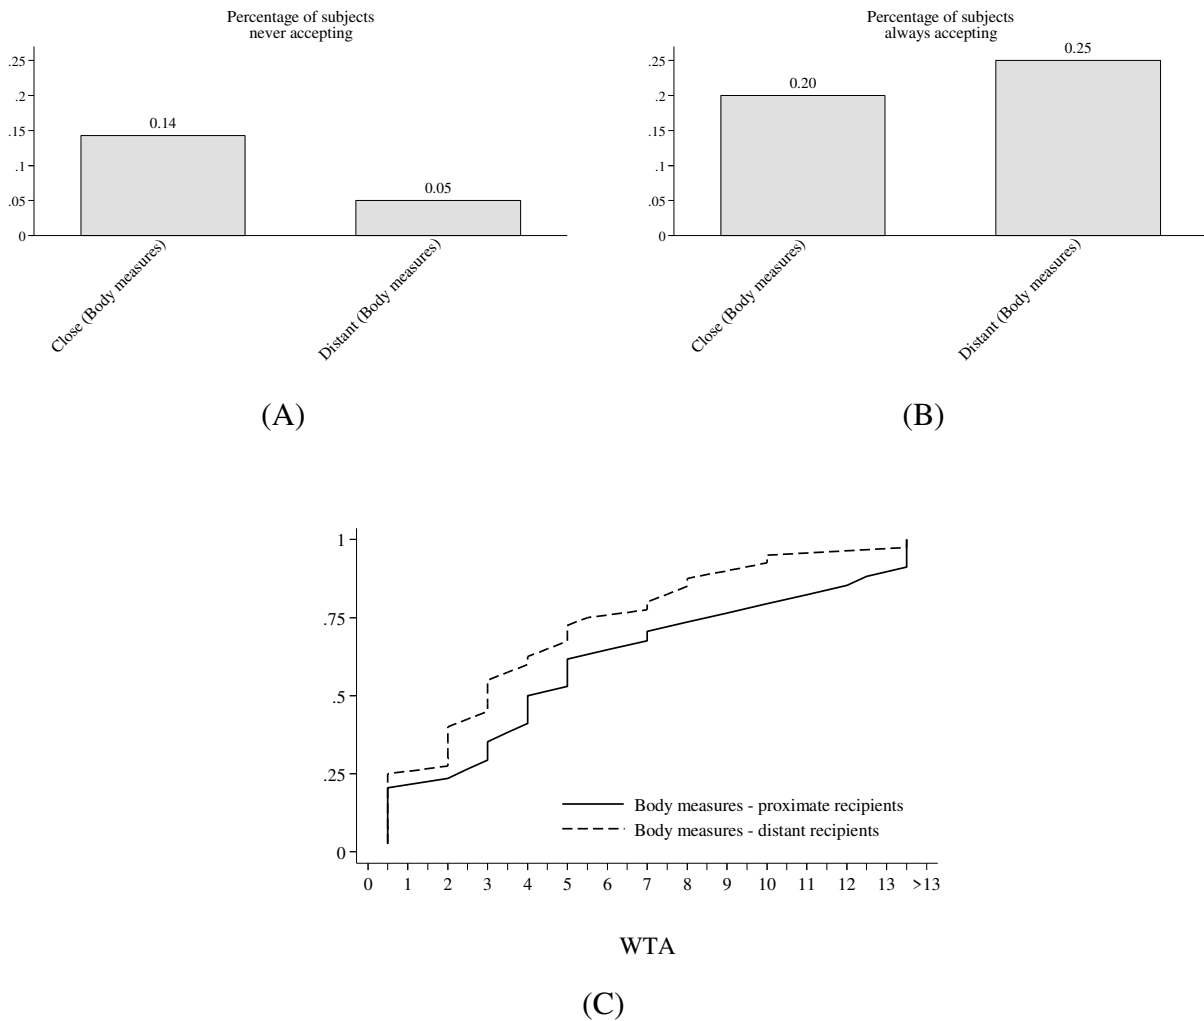 Percentage of subjects
never accepting
.25
.2
.15
.1
.05
0
0.14
0.05
Close (Body measures)
Distant (Body measures)
(A)
Percentage of subjects
always accepting
.25
.2
.15
.1
.05
0
0.20
0.25
Close (Body measures)
Distant (Body measures)
(B)
1
.75
.5
.25
0
Body measures - proximate recipients
Body measures - distant recipients
0 1 2 3 4 5 6 7 8 9 10 11 12 13 >13
WTA
(C)